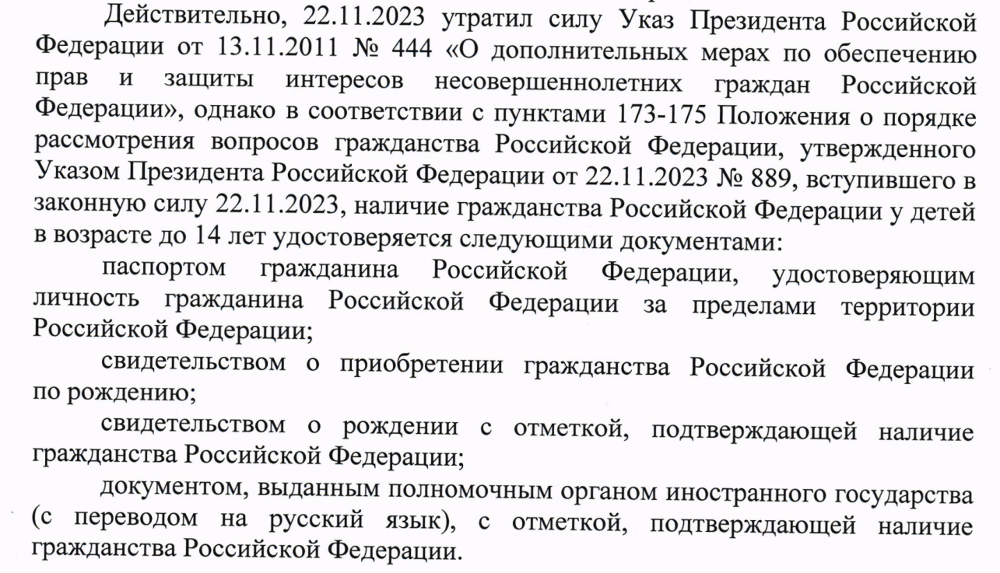 Действительно, 22.11.2023 утратил силу Указ Президента Российской
Федерации от 13.11.2011 № 444 «О дополнительных мерах по обеспечению
прав и защиты интересов несовершеннолетних граждан Российской
Федерации», однако в соответствии с пунктами 173-175 Положения о порядке
рассмотрения вопросов гражданства Российской Федерации, утвержденного
Указом Президента Российской Федерации от 22.11.2023 № 889, вступившего в
законную силу 22.11.2023, наличие гражданства Российской Федерации у детей
в возрасте до 14 лет удостоверяется следующими документами:
паспортом гражданина Российской Федерации, удостоверяющим
личность гражданина Российской Федерации за пределами территории
Российской Федерации;
свидетельством о приобретении гражданства Российской Федерации
по рождению;
свидетельством о рождении с отметкой, подтверждающей наличие
гражданства Российской Федерации;
документом, выданным полномочным органом иностранного государства
(с переводом на русский язык), с отметкой, подтверждающей наличие
гражданства Российской Федерации.